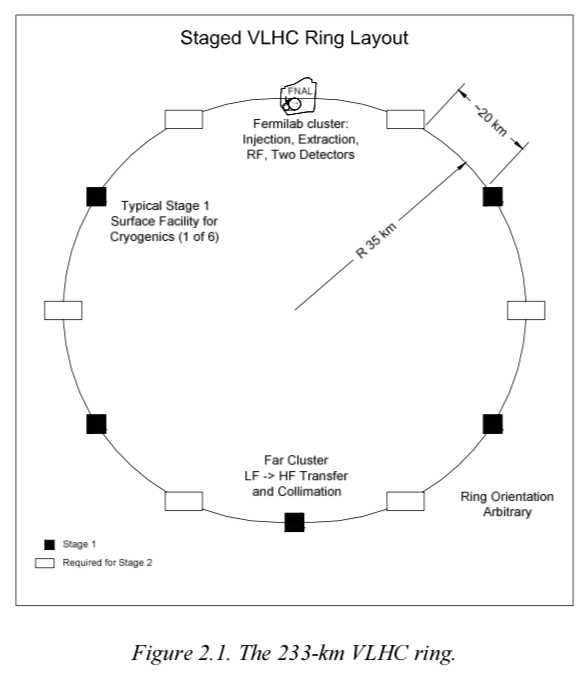 Staged VLHC Ring Layout
FNAL
Fermilab cluster:
Injection, Extraction,
RF, Two Detectors
~20 km
Typical Stage 1
Surface Facility for
Cryogenics (1 of 6)
R 35 km
Far Cluster
LF -> HF Transfer
and Collimation
Ring Orientation
Arbitrary
Stage 1
Required for Stage 2
Figure 2.1. The 233-km VLHC ring.